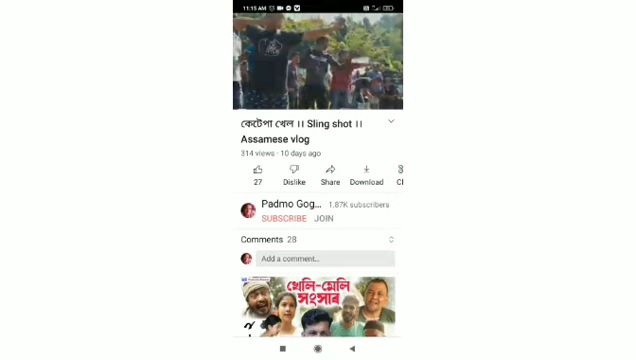 11:15 AM
কেটেপা খেল ।। Sling shot ।।
Assamese vlog
314 views · 10 days ago
27 Dislike Share Download
Padmo Gog... 1.87K subscribers
SUBSCRIBE JOIN
Comments 28
Add a comment...
খেলি-মেলি
সংসাৰ